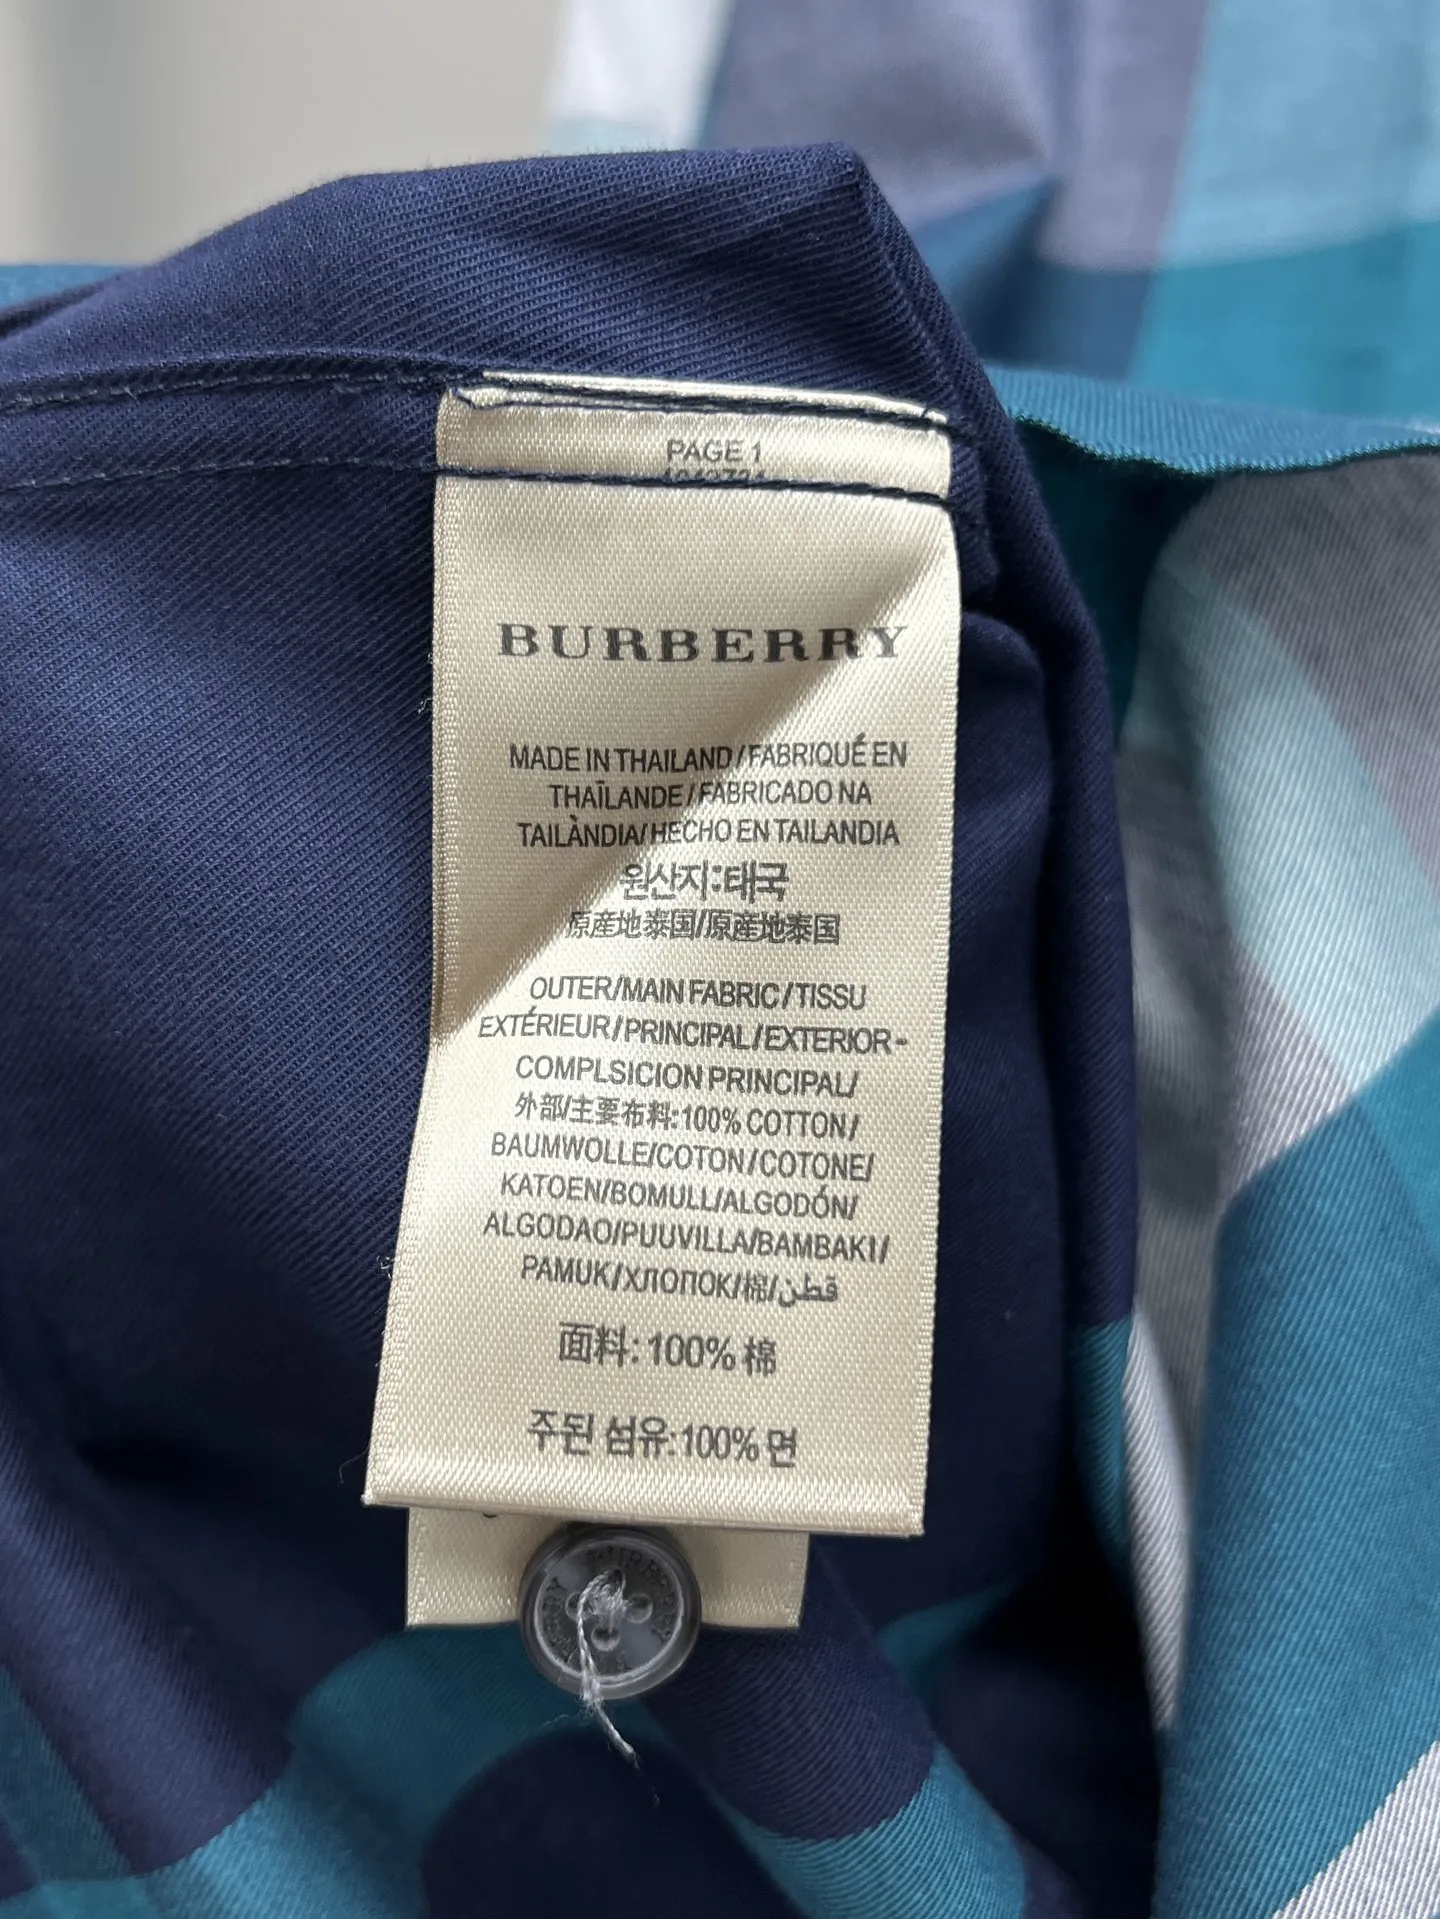 PAGE 1
BURBERRY
MADE IN THAILAND/FABRIQUÉ EN
THAÏLANDE/FABRICADO NA
TAILÀNDIA/HECHO EN TAILANDIA
원산지:태국
原産地泰国/原産地泰国
OUTER/MAIN FABRIC/TISSU
EXTÉRIEUR/PRINCIPAL/EXTERIOR-
COMPLSICION PRINCIPAL/
外部/主要布料:100% COTTON/
BAUMWOLLE/COTON/COTONE/
KATOEN/BOMULL/ALGODÓN/
ALGODAO/PUUVILLA/BAMBAKI/
PAMUK/ХЛОПОК/棉/قطن
面料:100% 棉
주된 섬유:100% 면
BURBERRY